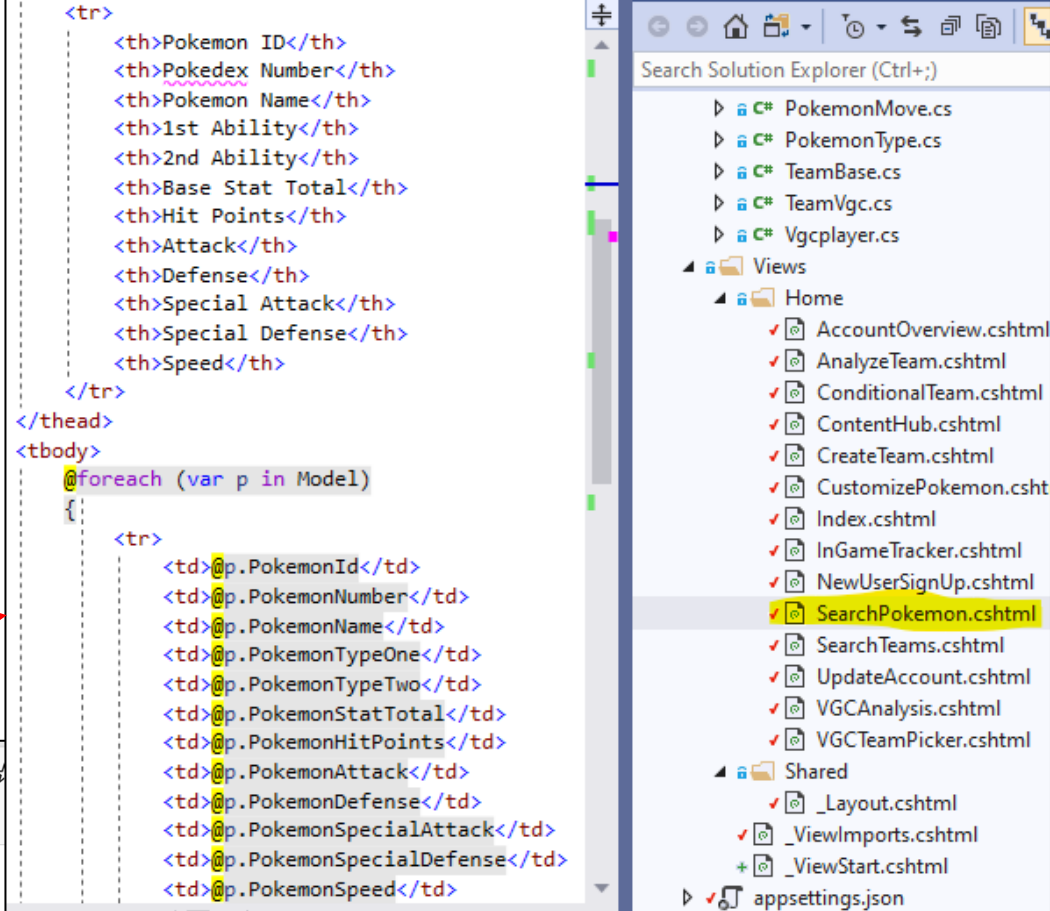 <tr>
<th>Pokemon ID</th>
<th>Pokedex Number</th>
<th>Pokemon Name</th>
<th>1st Ability</th>
<th>2nd Ability</th>
<th>Base Stat Total</th>
<th>Hit Points</th>
<th>Attack</th>
<th>Defense</th>
<th>Special Attack</th>
<th>Special Defense</th>
<th>Speed</th>
</tr>
</thead>
<tbody>
@foreach (var p in Model)
{
<tr>
<td>@p.PokemonId</td>
<td>@p.PokemonNumber</td>
<td>@p.PokemonName</td>
<td>@p.PokemonTypeOne</td>
<td>@p.PokemonTypeTwo</td>
<td>@p.PokemonStatTotal</td>
<td>@p.PokemonHitPoints</td>
<td>@p.PokemonAttack</td>
<td>@p.PokemonDefense</td>
<td>@p.PokemonSpecialAttack</td>
<td>@p.PokemonSpecialDefense</td>
<td>@p.PokemonSpeed</td>
Search Solution Explorer (Ctrl+;)
C# PokemonMove.cs
C# PokemonType.cs
C# TeamBase.cs
C# TeamVgc.cs
C# Vgcplayer.cs
Views
Home
AccountOverview.cshtml
AnalyzeTeam.cshtml
ConditionalTeam.cshtml
ContentHub.cshtml
CreateTeam.cshtml
CustomizePokemon.csht
Index.cshtml
InGameTracker.cshtml
NewUserSignUp.cshtml
SearchPokemon.cshtml
SearchTeams.cshtml
UpdateAccount.cshtml
VGCAnalysis.cshtml
VGCTeamPicker.cshtml
Shared
_Layout.cshtml
_ViewImports.cshtml
_ViewStart.cshtml
appsettings.json